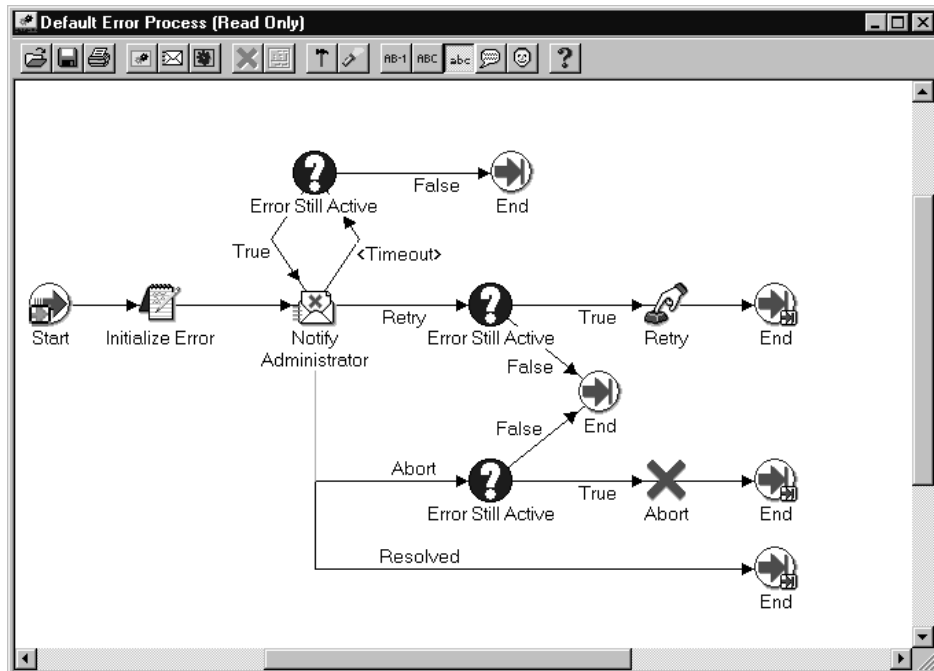 Default Error Process (Read Only)
AB-1 ABC abc
False
Error Still Active
End
True
<Timeout>
Start
Initialize Error
Notify
Administrator
Retry
Error Still Active
True
Retry
End
False
End
False
Abort
Error Still Active
True
Abort
End
Resolved
End